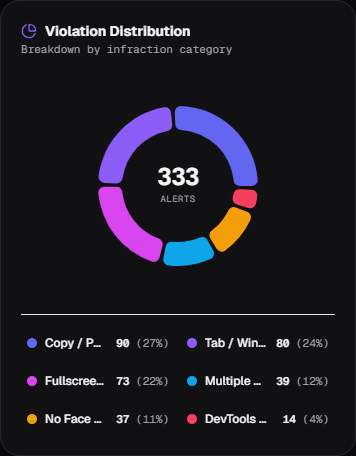 Violation Distribution
Breakdown by infraction category
333
ALERTS
Copy / P... 90 (27%) Tab / Win... 80 (24%)
Fullscree... 73 (22%) Multiple ... 39 (12%)
No Face ... 37 (11%) DevTools ... 14 (4%)